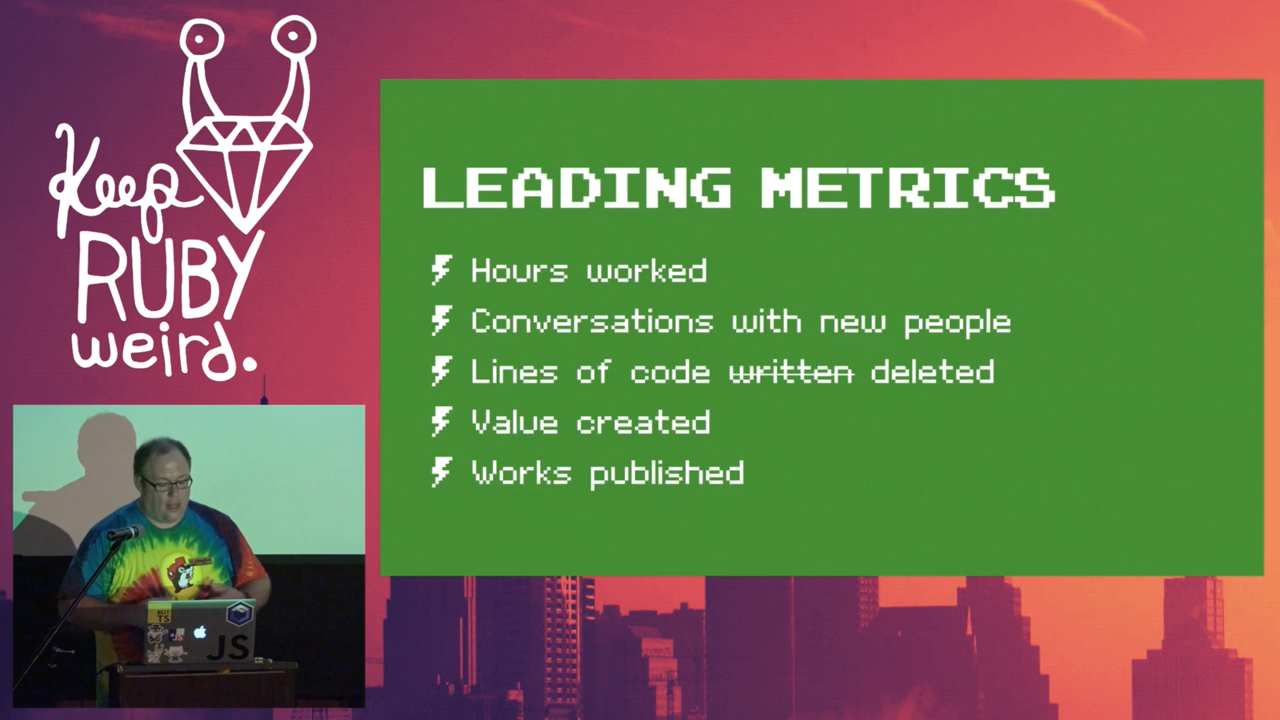 Keep
RUBY
weird.
LEADING METRICS
Hours worked
Conversations with new people
Lines of code written deleted
Value created
Works published
JS